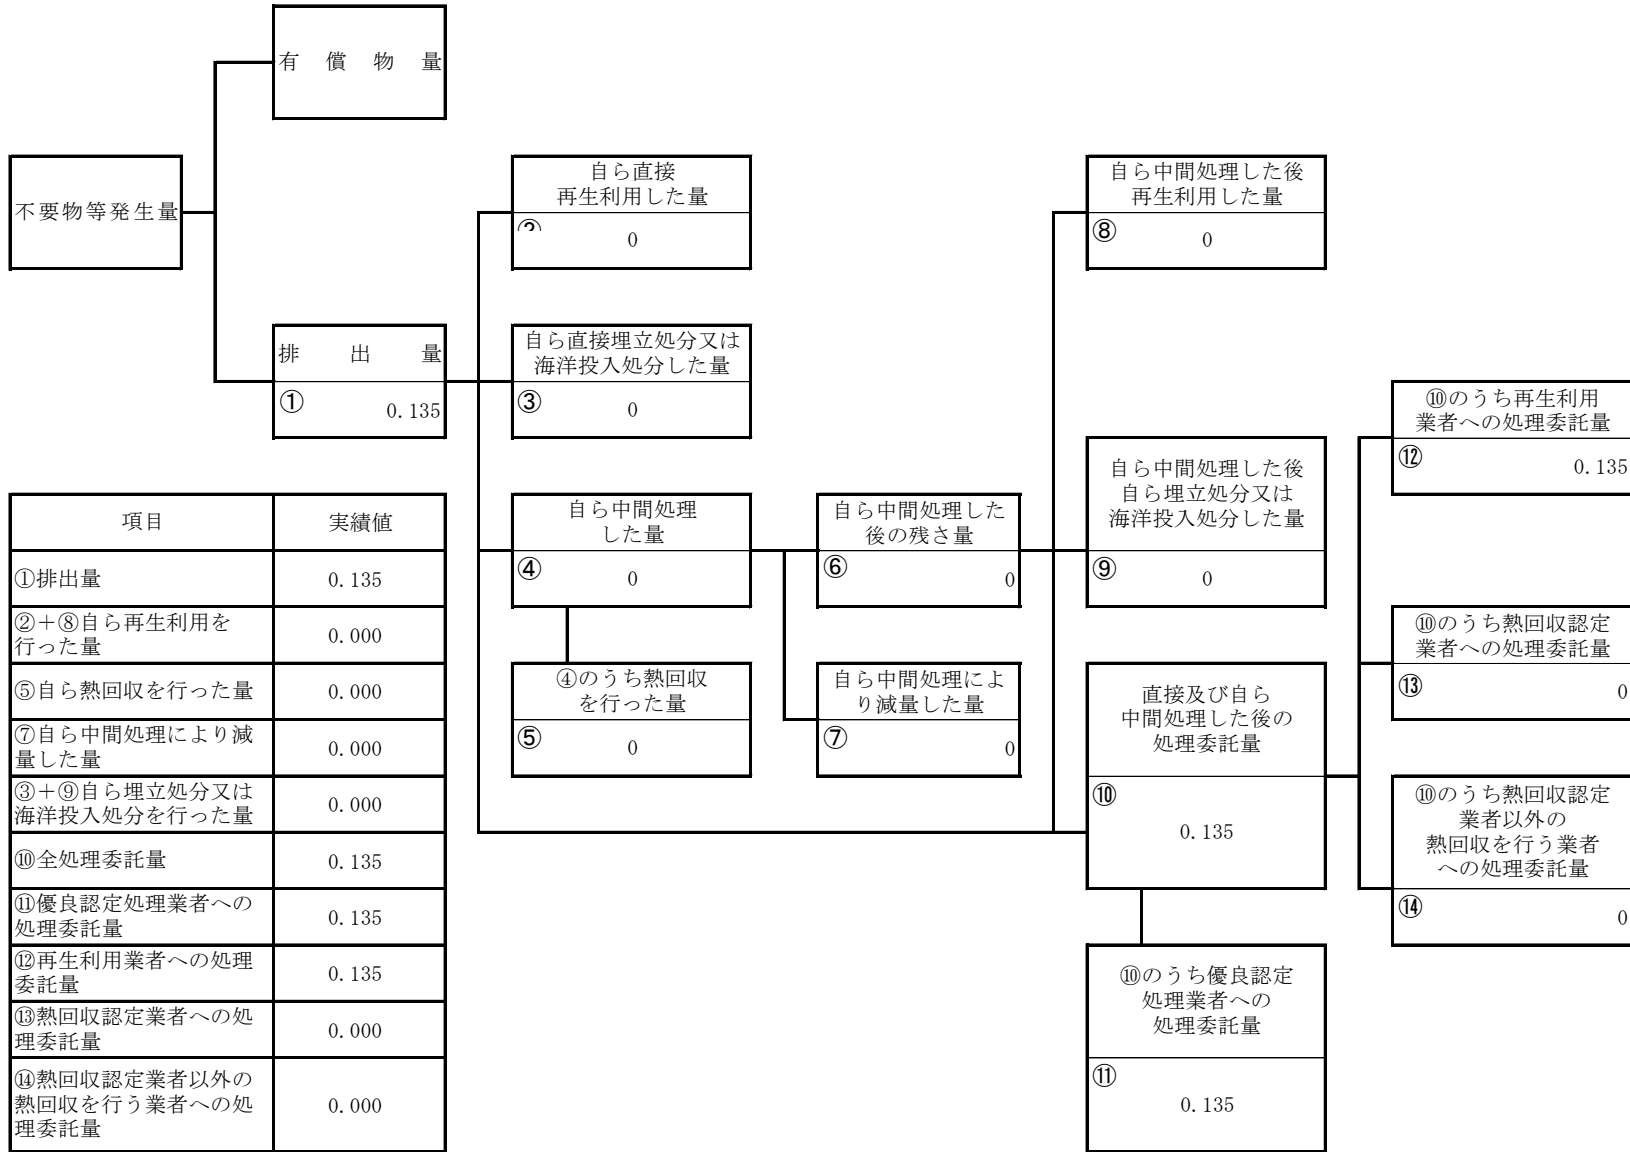 有償物量
不要物等発生量
排出量
① 0.135
自ら直接
再生利用した量
② 0
自ら直接埋立処分又は
海洋投入処分した量
③ 0
自ら中間処理
した量
④ 0
④のうち熱回収
を行った量
⑤ 0
自ら中間処理した
後の残さ量
⑥ 0
自ら中間処理によ
り減量した量
⑦ 0
自ら中間処理した後
再生利用した量
⑧ 0
自ら中間処理した後
自ら埋立処分又は
海洋投入処分した量
⑨ 0
直接及び自ら
中間処理した後の
処理委託量
⑩
0.135
⑩のうち優良認定
処理業者への
処理委託量
⑪
0.135
⑩のうち再生利用
業者への処理委託量
⑫ 0.135
⑩のうち熱回収認定
業者への処理委託量
⑬ 0
⑩のうち熱回収認定
業者以外の
熱回収を行う業者
への処理委託量
⑭ 0
項目 実績値
①排出量 0.135
②+⑧自ら再生利用を
行った量 0.000
⑤自ら熱回収を行った量 0.000
⑦自ら中間処理により減
量した量 0.000
③+⑨自ら埋立処分又は
海洋投入処分を行った量 0.000
⑩全処理委託量 0.135
⑪優良認定処理業者への
処理委託量 0.135
⑫再生利用業者への処理
委託量 0.135
⑬熱回収認定業者への処
理委託量 0.000
⑭熱回収認定業者以外の
熱回収を行う業者への処
理委託量 0.000